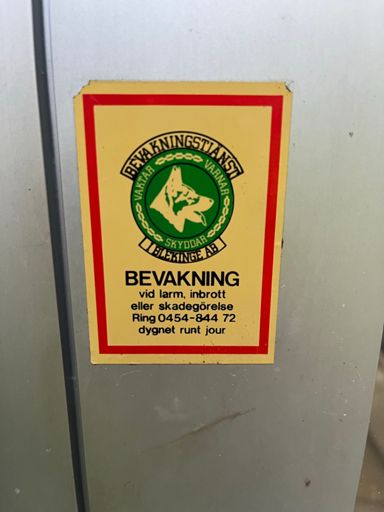 BEVAKNINGSTJÄNST
VAKTAR VARNAR
SKYDDAR
BLEKINGE AB
BEVAKNING
vid larm, inbrott
eller skadegörelse
Ring 0454-844 72
dygnet runt jour